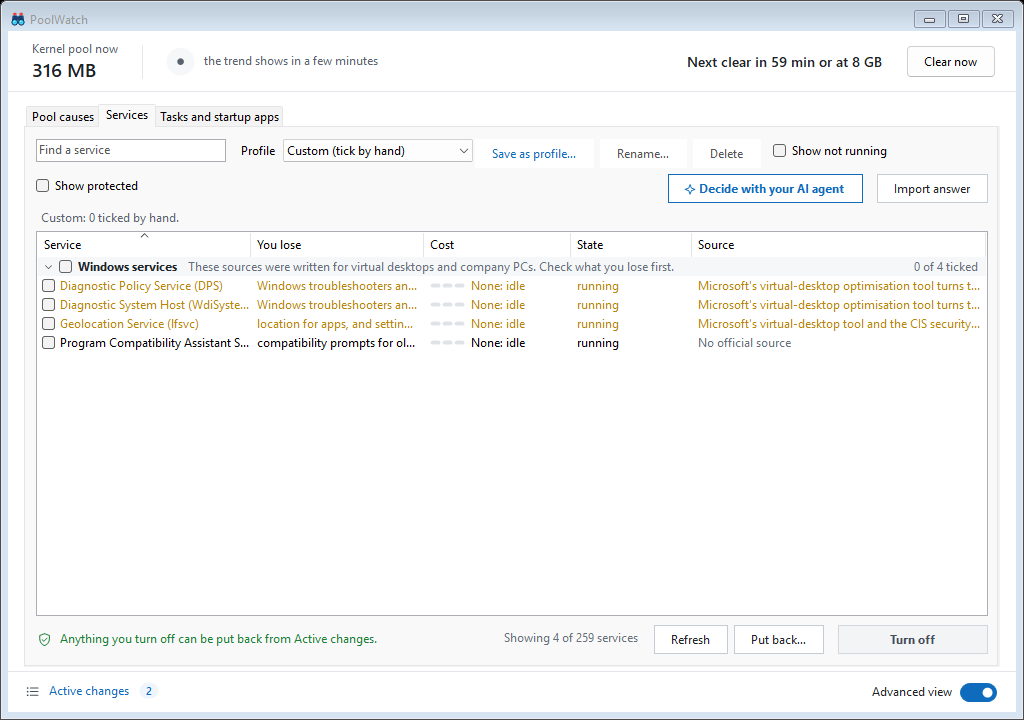 PoolWatch
Kernel pool now
316 MB
the trend shows in a few minutes
Next clear in 59 min or at 8 GB
Clear now
Pool causes
Services
Tasks and startup apps
Find a service
Profile
Custom (tick by hand)
Save as profile...
Rename...
Delete
Show not running
Show protected
Decide with your AI agent
Import answer
Custom: 0 ticked by hand.
Service You lose Cost State Source
Windows services These sources were written for virtual desktops and company PCs. Check what you lose first. 0 of 4 ticked
Diagnostic Policy Service (DPS) Windows troubleshooters an... None: idle running Microsoft's virtual-desktop optimisation tool turns t...
Diagnostic System Host (WdiSyste... Windows troubleshooters an... None: idle running Microsoft's virtual-desktop optimisation tool turns t...
Geolocation Service (lfsvc) location for apps, and settin... None: idle running Microsoft's virtual-desktop tool and the CIS security...
Program Compatibility Assistant S... compatibility prompts for ol... None: idle running No official source
Anything you turn off can be put back from Active changes.
Showing 4 of 259 services
Refresh
Put back...
Turn off
Active changes 2
Advanced view